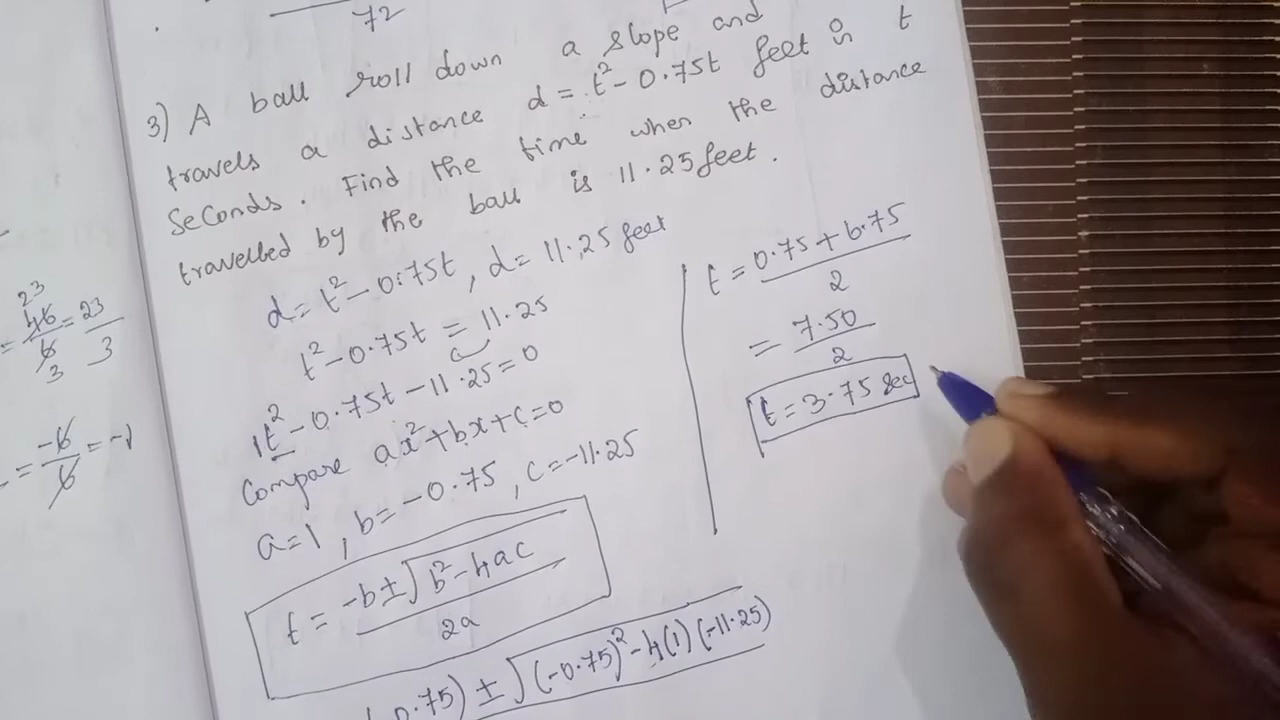 72
3) A ball roll down a slope and
travels a distance d = t² - 0.75t feet in t
seconds. Find the time when the distance
travelled by the ball is 11.25 feet.
d = t² - 0.75t, d = 11.25 feet
t² - 0.75t = 11.25
1t² - 0.75t - 11.25 = 0
Compare ax² + bx + c = 0
a = 1, b = -0.75, c = -11.25
t = -b ± √b² - 4ac / 2a
0.75) ± √(-0.75)² - 4(1)(-11.25)
t = 0.75 + 6.75 / 2
= 7.50 / 2
t = 3.75 sec
23
= 46/6 = 23/3
3
= -6/6 = -1